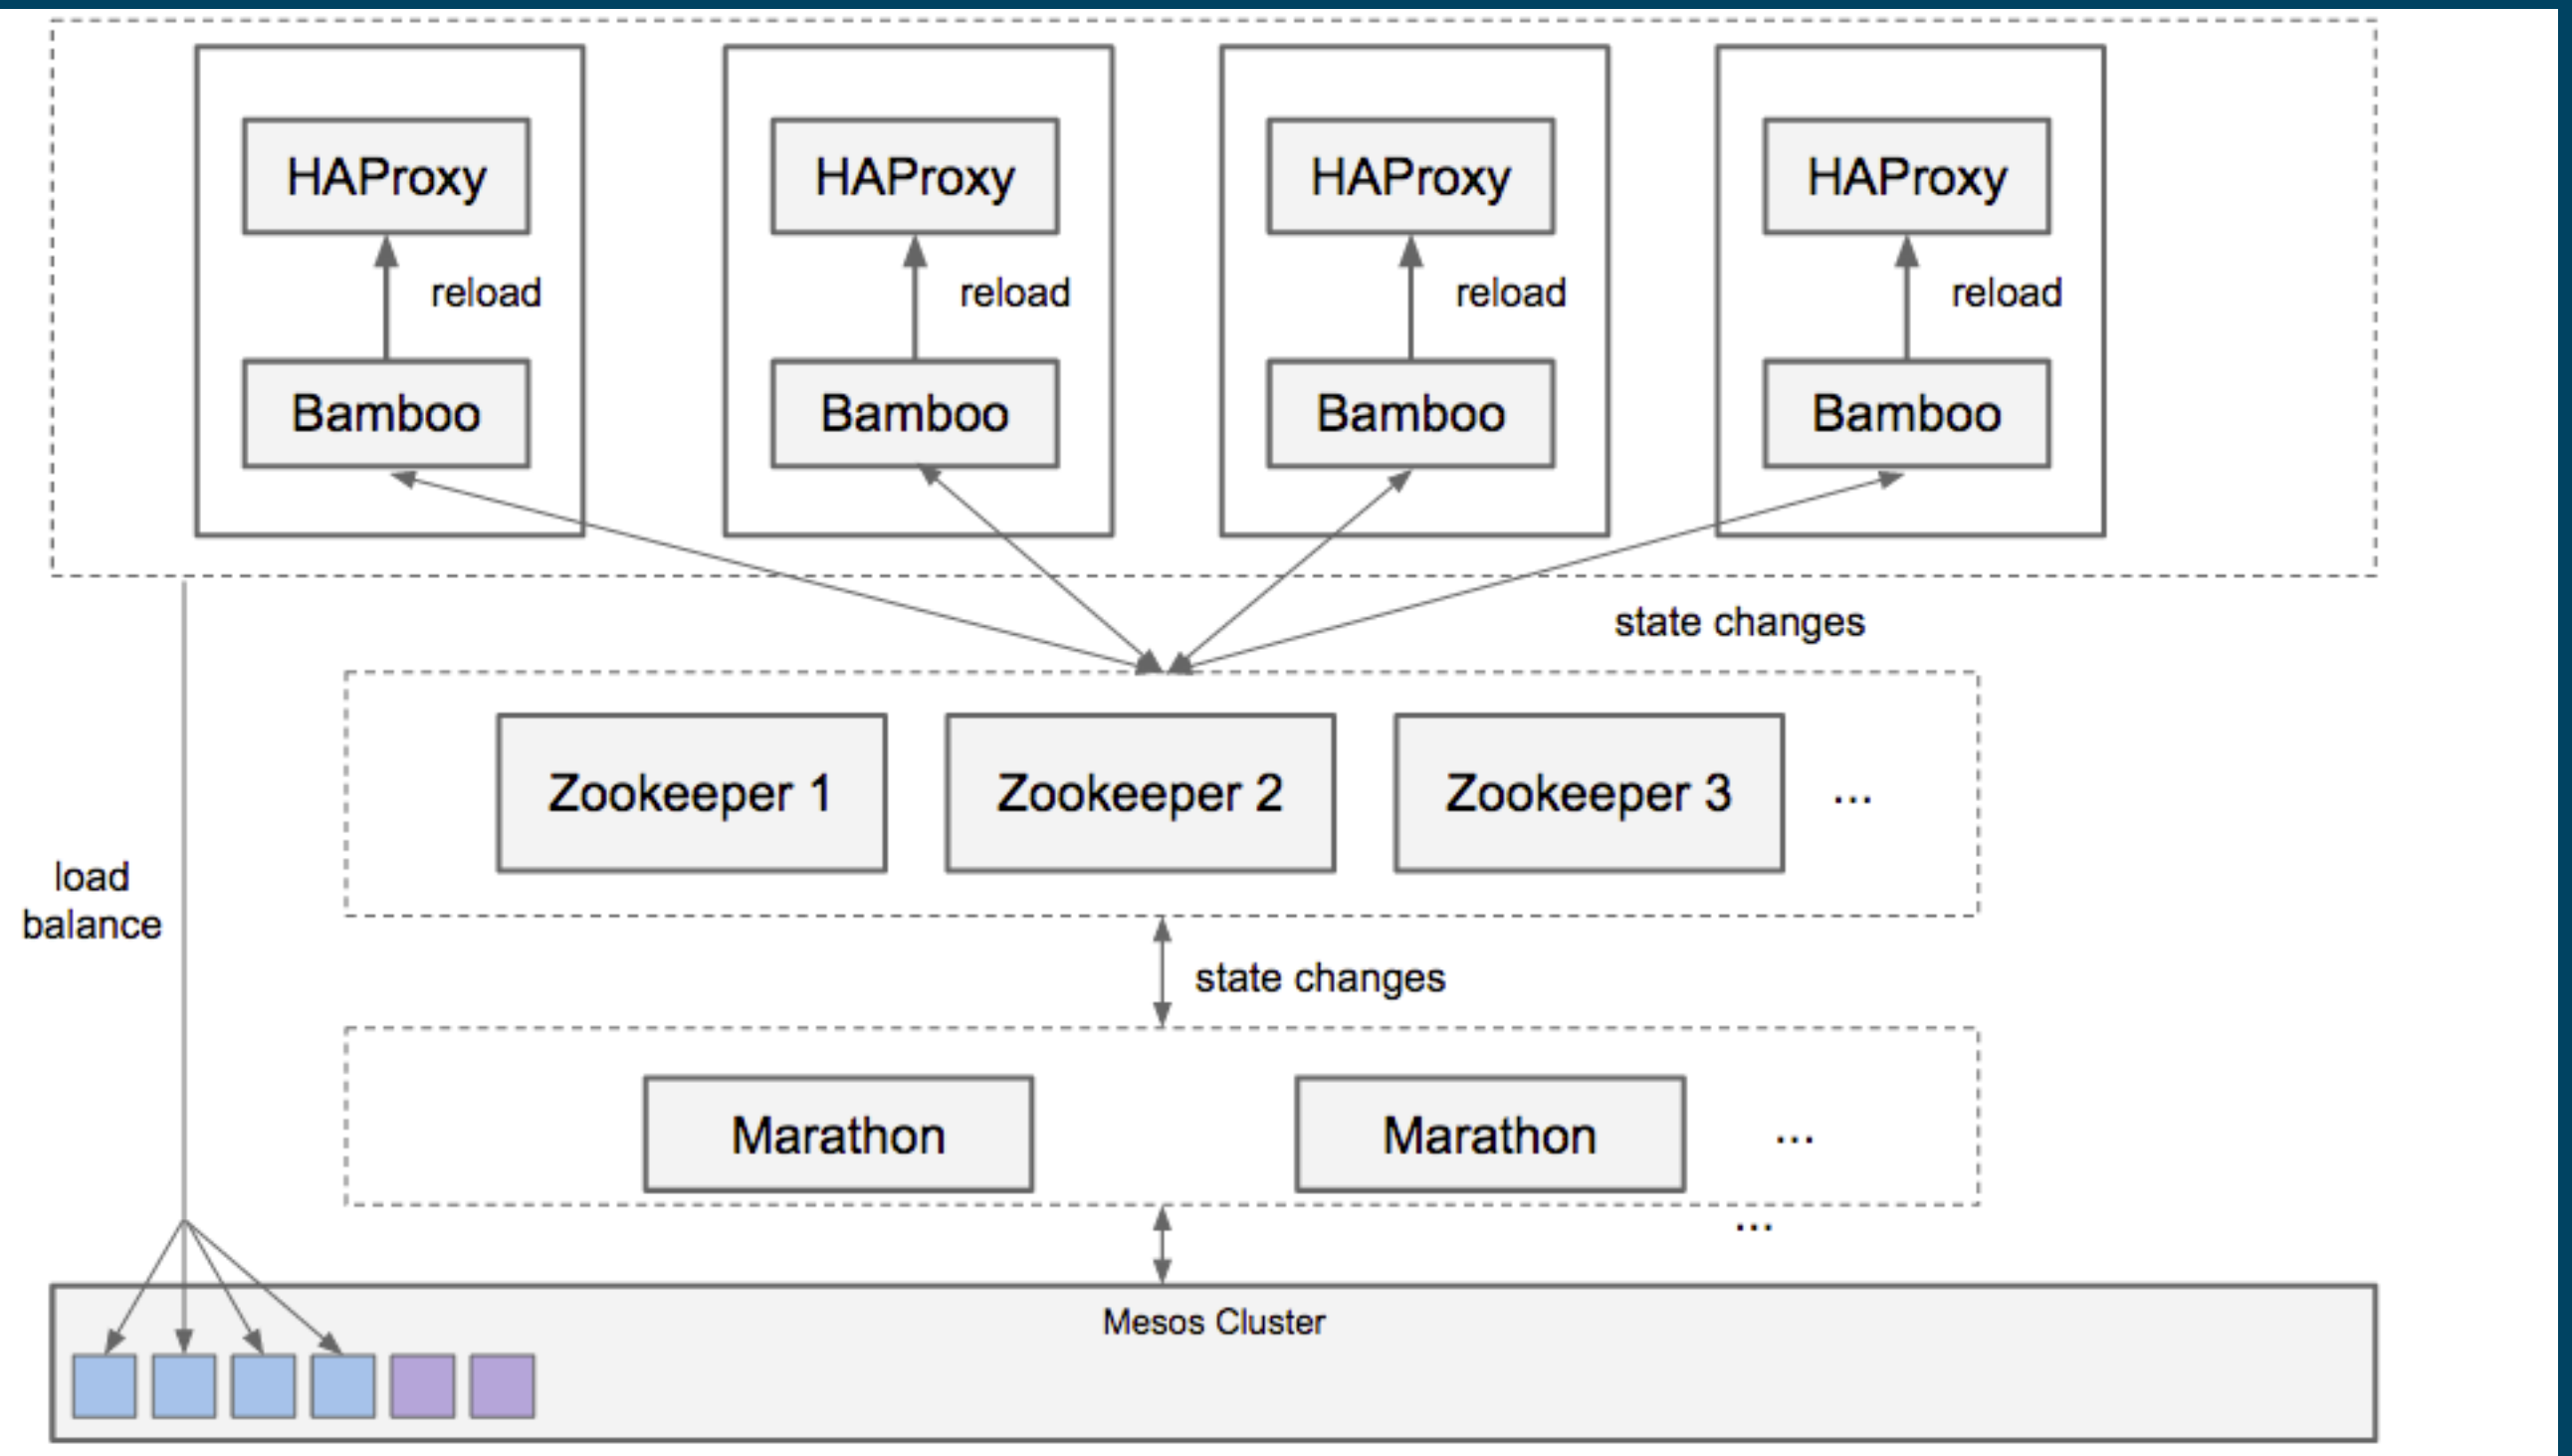 HAProxy
HAProxy
HAProxy
HAProxy
reload
reload
reload
reload
Bamboo
Bamboo
Bamboo
Bamboo
state changes
Zookeeper 1
Zookeeper 2
Zookeeper 3
...
load
balance
state changes
Marathon
Marathon
...
...
Mesos Cluster